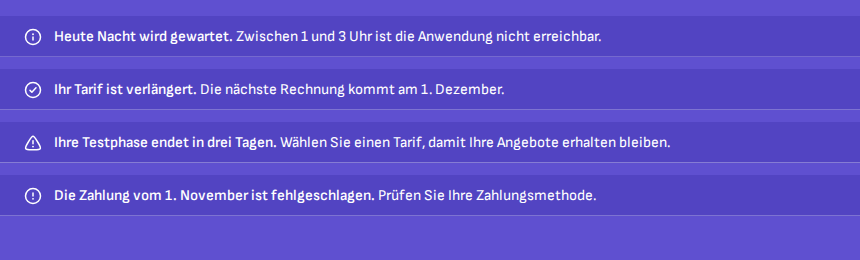 Heute Nacht wird gewartet. Zwischen 1 und 3 Uhr ist die Anwendung nicht erreichbar.
Ihr Tarif ist verlängert. Die nächste Rechnung kommt am 1. Dezember.
Ihre Testphase endet in drei Tagen. Wählen Sie einen Tarif, damit Ihre Angebote erhalten bleiben.
Die Zahlung vom 1. November ist fehlgeschlagen. Prüfen Sie Ihre Zahlungsmethode.